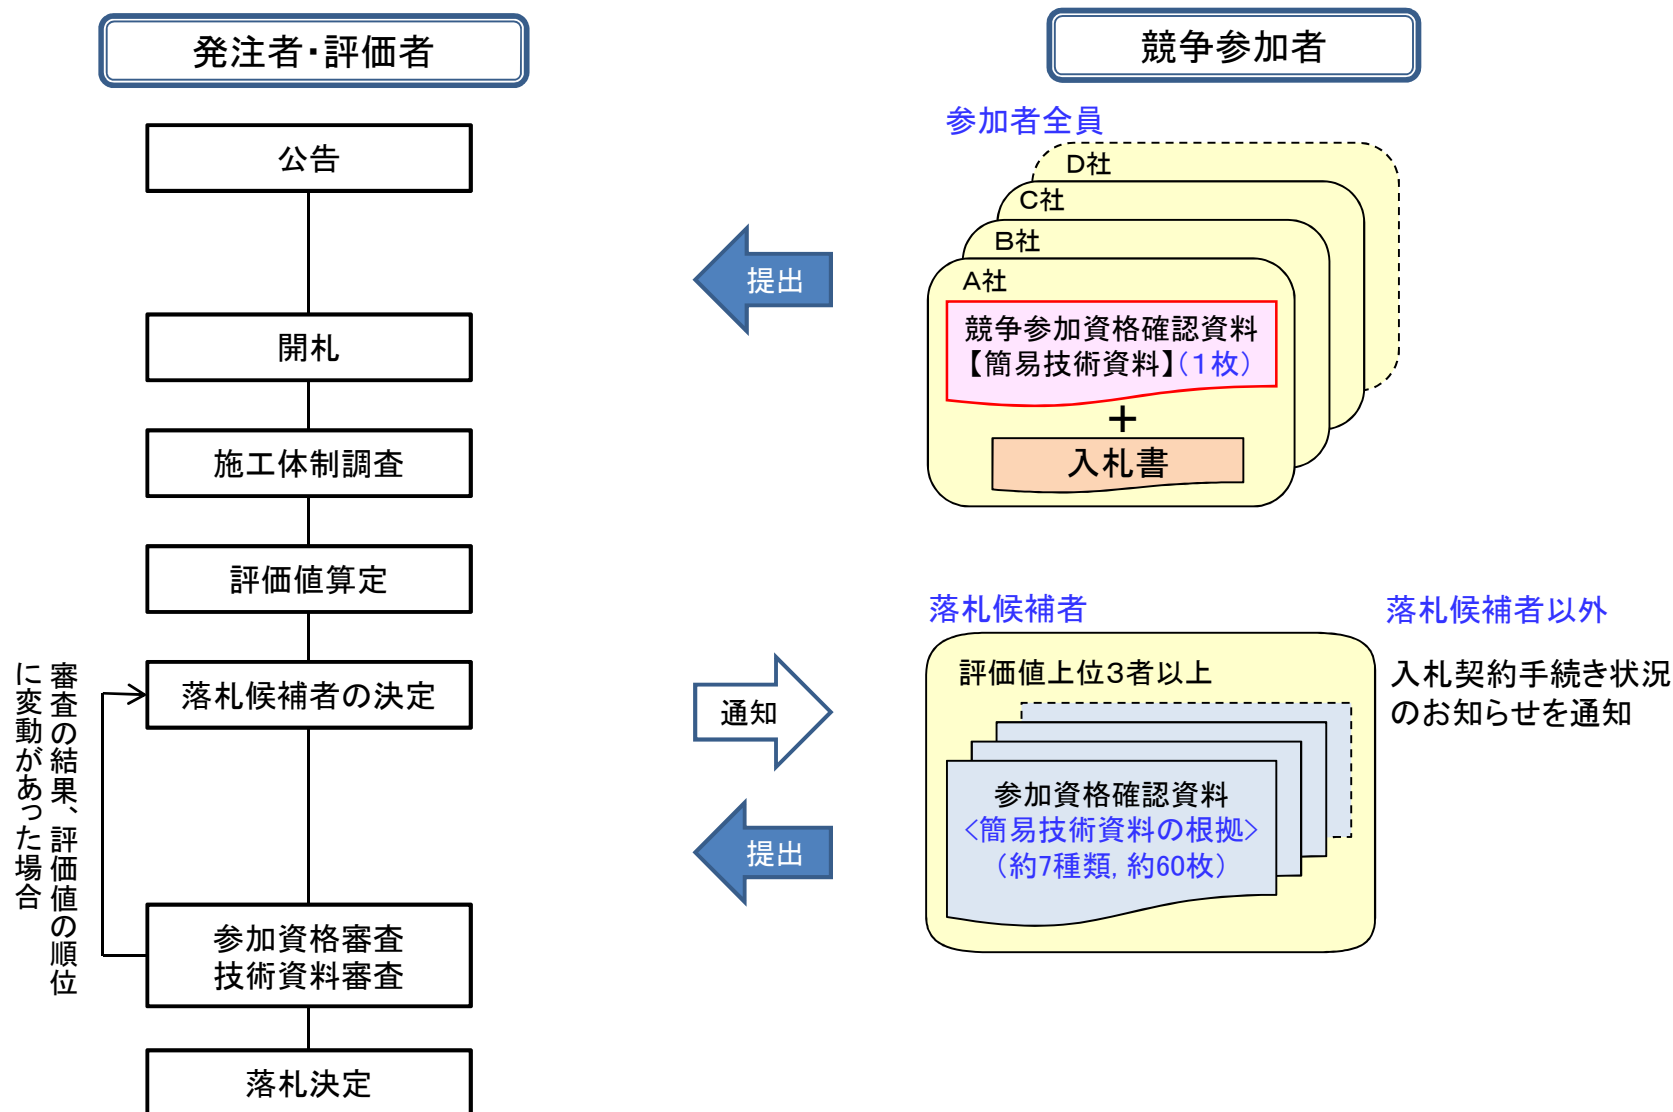 発注者・評価者
公告
開札
施工体制調査
評価値算定
落札候補者の決定
審査の結果、評価値の順位
に変動があった場合
参加資格審査
技術資料審査
落札決定
提出
通知
提出
競争参加者
参加者全員
D社
C社
B社
A社
競争参加資格確認資料
【簡易技術資料】(1枚)
＋
入札書
落札候補者
評価値上位3者以上
参加資格確認資料
<簡易技術資料の根拠>
(約7種類, 約60枚)
落札候補者以外
入札契約手続き状況
のお知らせを通知